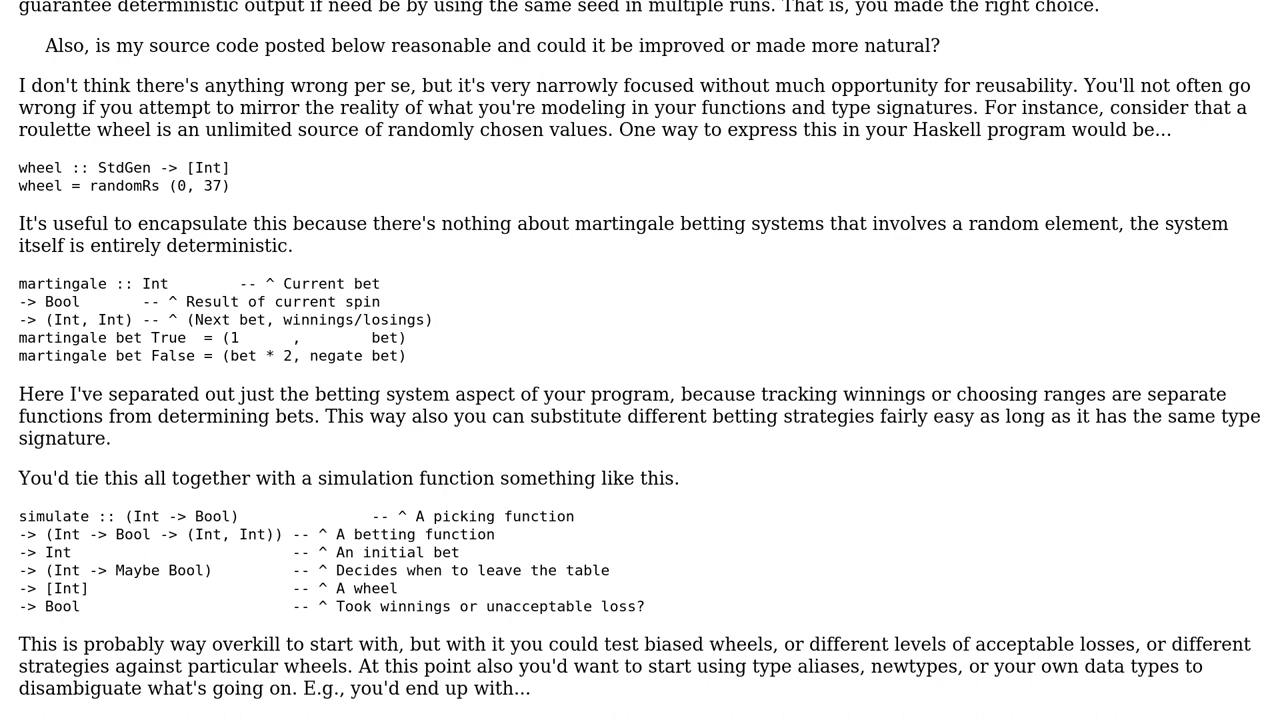 guarantee deterministic output if need be by using the same seed in multiple runs. That is, you made the right choice.
Also, is my source code posted below reasonable and could it be improved or made more natural?
I don't think there's anything wrong per se, but it's very narrowly focused without much opportunity for reusability. You'll not often go
wrong if you attempt to mirror the reality of what you're modeling in your functions and type signatures. For instance, consider that a
roulette wheel is an unlimited source of randomly chosen values. One way to express this in your Haskell program would be...
wheel :: StdGen -> [Int]
wheel = randomRs (0, 37)
It's useful to encapsulate this because there's nothing about martingale betting systems that involves a random element, the system
itself is entirely deterministic.
martingale :: Int        -- ^ Current bet
-> Bool       -- ^ Result of current spin
-> (Int, Int) -- ^ (Next bet, winnings/losings)
martingale bet True  = (1      ,        bet)
martingale bet False = (bet * 2, negate bet)
Here I've separated out just the betting system aspect of your program, because tracking winnings or choosing ranges are separate
functions from determining bets. This way also you can substitute different betting strategies fairly easy as long as it has the same type
signature.
You'd tie this all together with a simulation function something like this.
simulate :: (Int -> Bool)               -- ^ A picking function
-> (Int -> Bool -> (Int, Int)) -- ^ A betting function
-> Int                         -- ^ An initial bet
-> (Int -> Maybe Bool)         -- ^ Decides when to leave the table
-> [Int]                       -- ^ A wheel
-> Bool                        -- ^ Took winnings or unacceptable loss?
This is probably way overkill to start with, but with it you could test biased wheels, or different levels of acceptable losses, or different
strategies against particular wheels. At this point also you'd want to start using type aliases, newtypes, or your own data types to
disambiguate what's going on. E.g., you'd end up with...